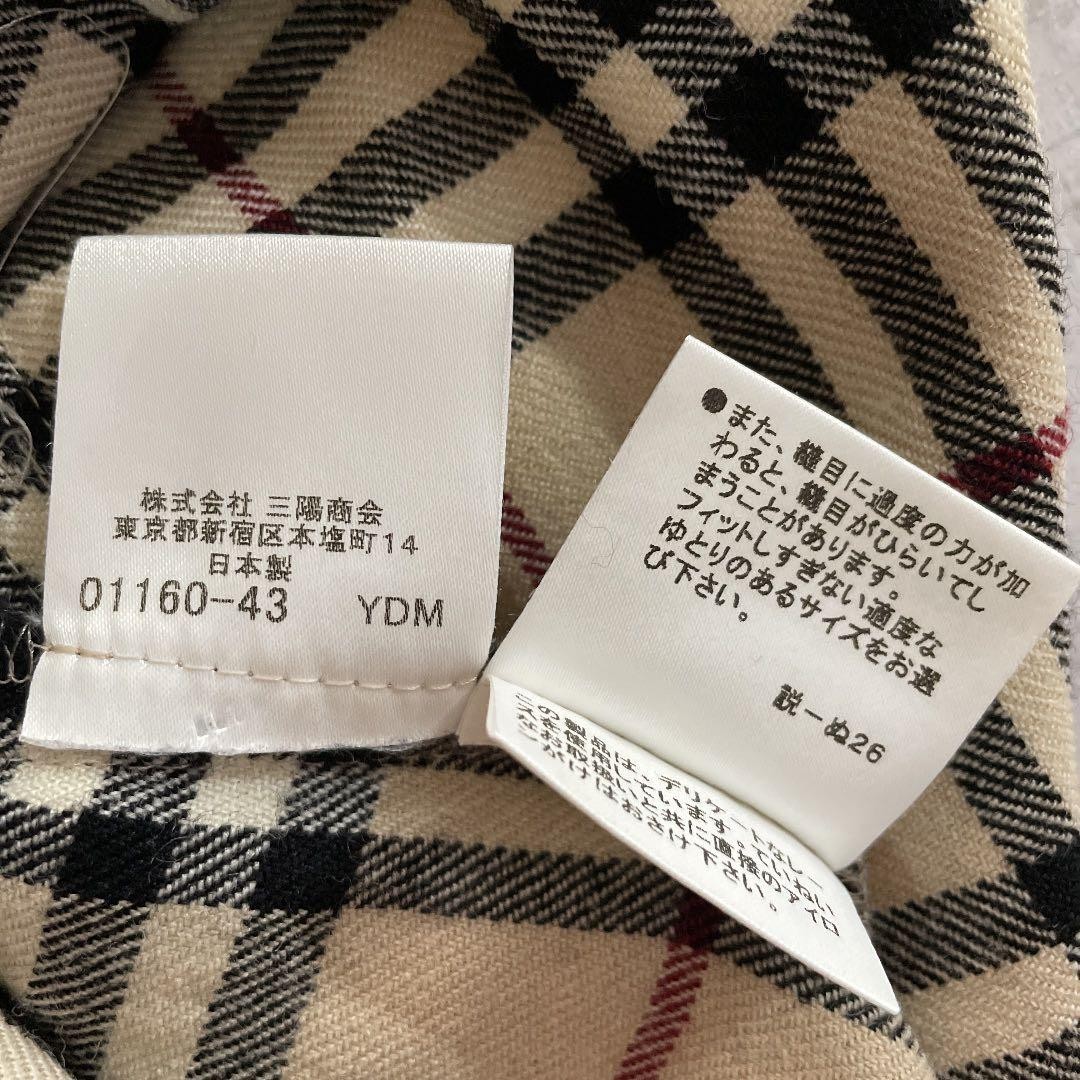 株式会社 三陽商会
東京都新宿区本塩町14
日本製
01160-43 YDM
●また、縫目に過度の力が加
わると、縫目がひらいてし
まうことがあります。
フィットしすぎない適度な
ゆとりのあるサイズをお選
び下さい。
説－ぬ26
の製品は、デリケートなレー
スを使用しています。ていねい
なお取扱いと共に直接のアイロ
ンがけはおさけ下さい。